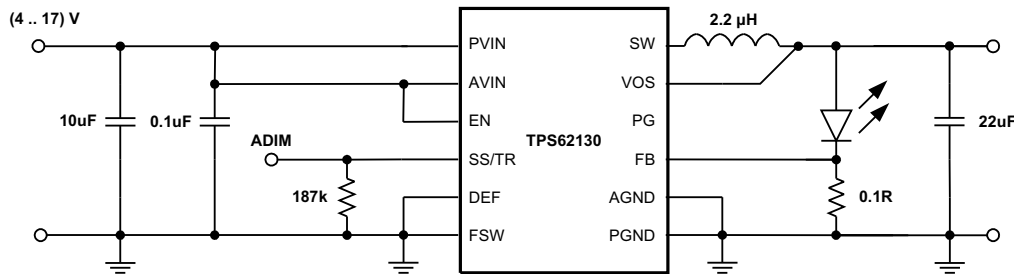 (4 .. 17) V
2.2 µH
PVIN
SW
AVIN
VOS
10uF
0.1uF
EN
PG
22uF
TPS62130
ADIM
SS/TR
FB
187k
DEF
AGND
0.1R
FSW
PGND